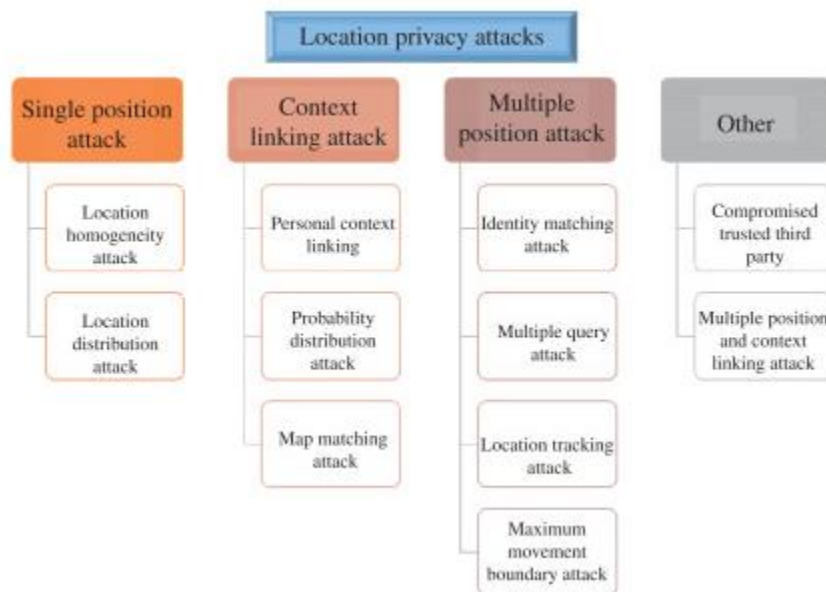 Location privacy attacks
Single position
attack
Location
homogeneity
attack
Location
distribution
attack
Context
linking attack
Personal context
linking
Probability
distribution
attack
Map matching
attack
Multiple
position attack
Identity matching
attack
Multiple query
attack
Location tracking
attack
Maximum
movement
boundary attack
Other
Compromised
trusted third
party
Multiple position
and context
linking attack